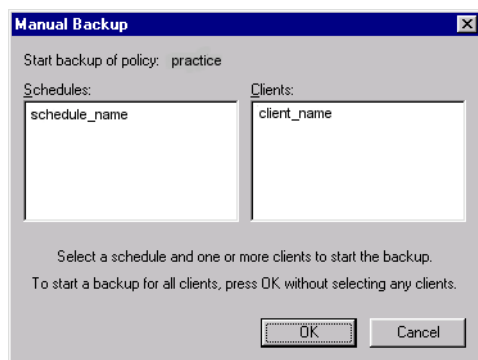 Manual Backup
Start backup of policy: practice
Schedules: Clients:
schedule_name client_name
Select a schedule and one or more clients to start the backup.
To start a backup for all clients, press OK without selecting any clients.
OK Cancel